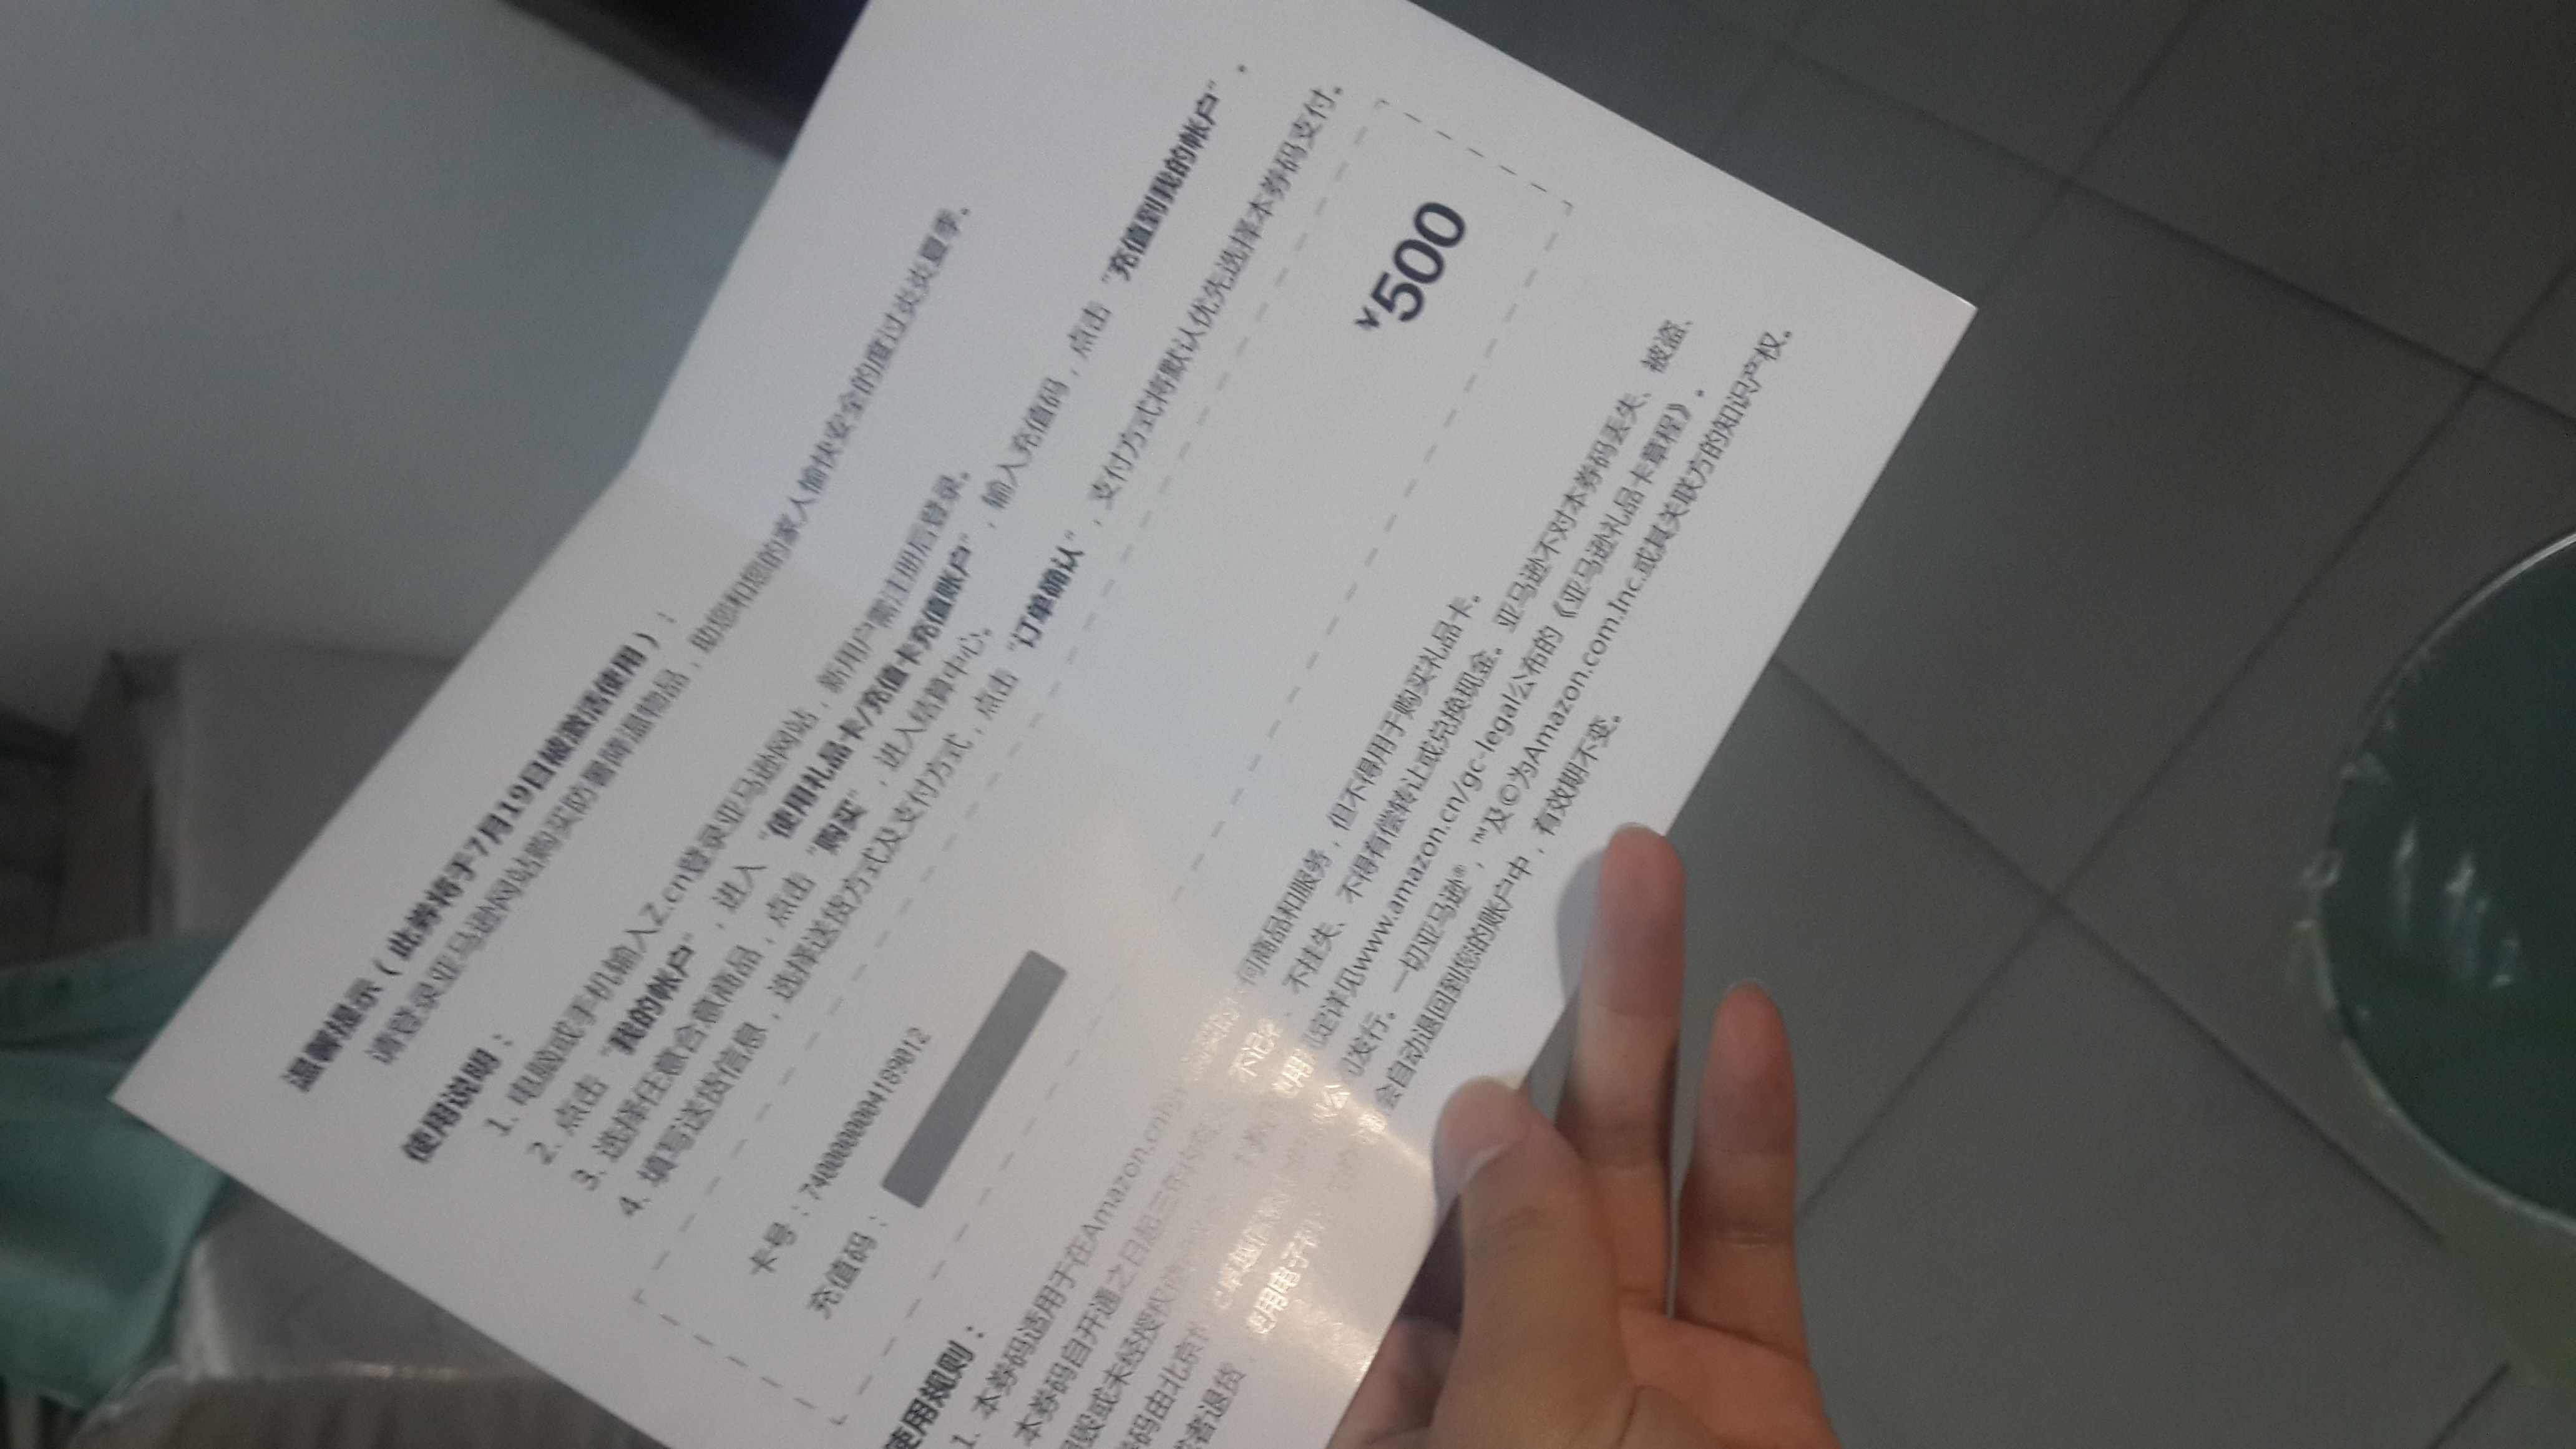 温馨提示（此券将于7月19日被激活使用）：
请登录亚马逊网站购买防暑降温物品，助您和您的家人愉快安全的度过炎炎夏季。
使用说明：
1. 电脑或手机输入Z.cn登录亚马逊网站，新用户需注册后登录。
2. 点击“我的帐户”，进入“使用礼品卡/充值卡充值账户”，输入充值码，点击“充值到我的帐户”。
3. 选择任意合意商品，点击“购买”，进入结算中心。
4. 填写送货信息，选择送货方式及支付方式，点击“订单确认”，支付方式将默认优先选择本券码支付。
卡号：7400000004189012
充值码：
¥500
使用规则：
1. 本券码适用于在Amazon.cn 购买的 何商品和服务，但不得用于购买礼品卡。
本券码自开通之日起三年内有 不记名、不挂失、不得有偿转让或兑换现金。亚马逊不对本券码丢失、被盗、
毁或未经授权 使用 定详见www.amazon.cn/gc-legal公布的《亚马逊礼品卡章程》。
码由北京 卓越信息 公司发行。一切亚马逊®，™及©为Amazon.com.Inc.或其关联方的知识产权。
者退货 使用电子 会自动退回到您的账户中，有效期不变。